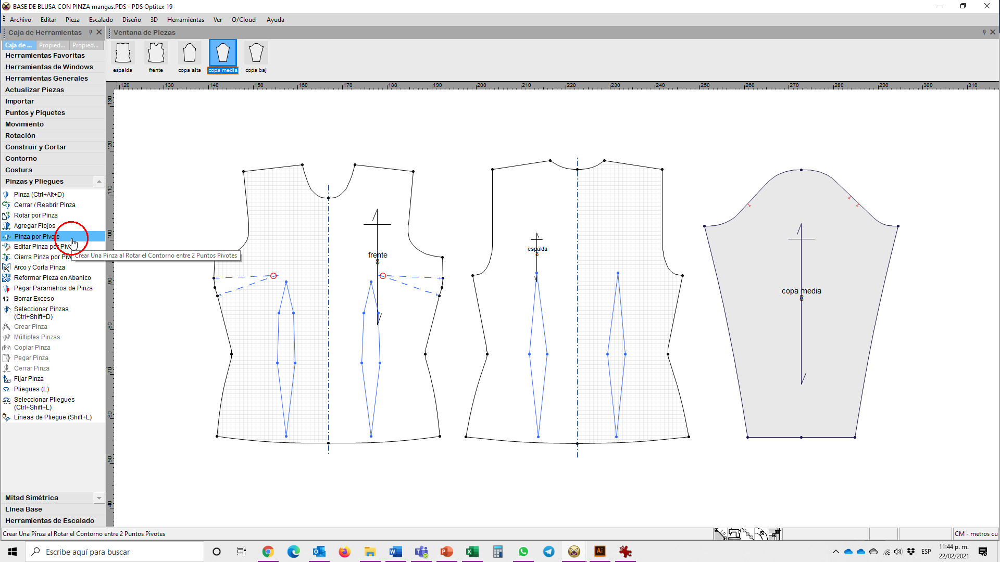 BASE DE BLUSA CON PINZA mangas.PDS - PDS Optitex 19
Archivo Editar Pieza Escalado Diseño 3D Herramientas Ver O/Cloud Ayuda
Caja de Herramientas
Ventana de Piezas
Caja de ... Propied... Propied...
Herramientas Favoritas
Herramientas de Windows
Herramientas Generales
Actualizar Piezas
Importar
Puntos y Piquetes
Movimiento
Rotación
Construir y Cortar
Contorno
Costura
Pinzas y Pliegues
Pinza (Ctrl+Alt+D)
Cerrar / Reabrir Pinza
Rotar por Pinza
Agregar Flojos
Pinza por Pivote
Editar Pinza por Piv
Cierra Pinza por Piv
Arco y Corta Pinza
Reformar Pieza en Abanico
Pegar Parametros de Pinza
Borrar Exceso
Seleccionar Pinzas
(Ctrl+Shift+D)
Crear Pinza
Múltiples Pinzas
Copiar Pinza
Pegar Pinza
Cerrar Pinza
Fijar Pinza
Pliegues (L)
Seleccionar Pliegues
(Ctrl+Shift+L)
Líneas de Pliegue (Shift+L)
Mitad Simétrica
Línea Base
Herramientas de Escalado
espalda frente copa alta copa media copa baj
120 130 140 150 160 170 180 190 200 210 220 230 240 250 260 270 280 290 300 310
130
120
110
100
90
80
70
60
50
40
Crear Una Pinza al Rotar el Contorno entre 2 Puntos Pivotes
frente
8
espalda
8
copa media
8
Crear Una Pinza al Rotar el Contorno entre 2 Puntos Pivotes
CM - metros cu
Escribe aquí para buscar
ESP
11:44 p. m.
22/02/2021